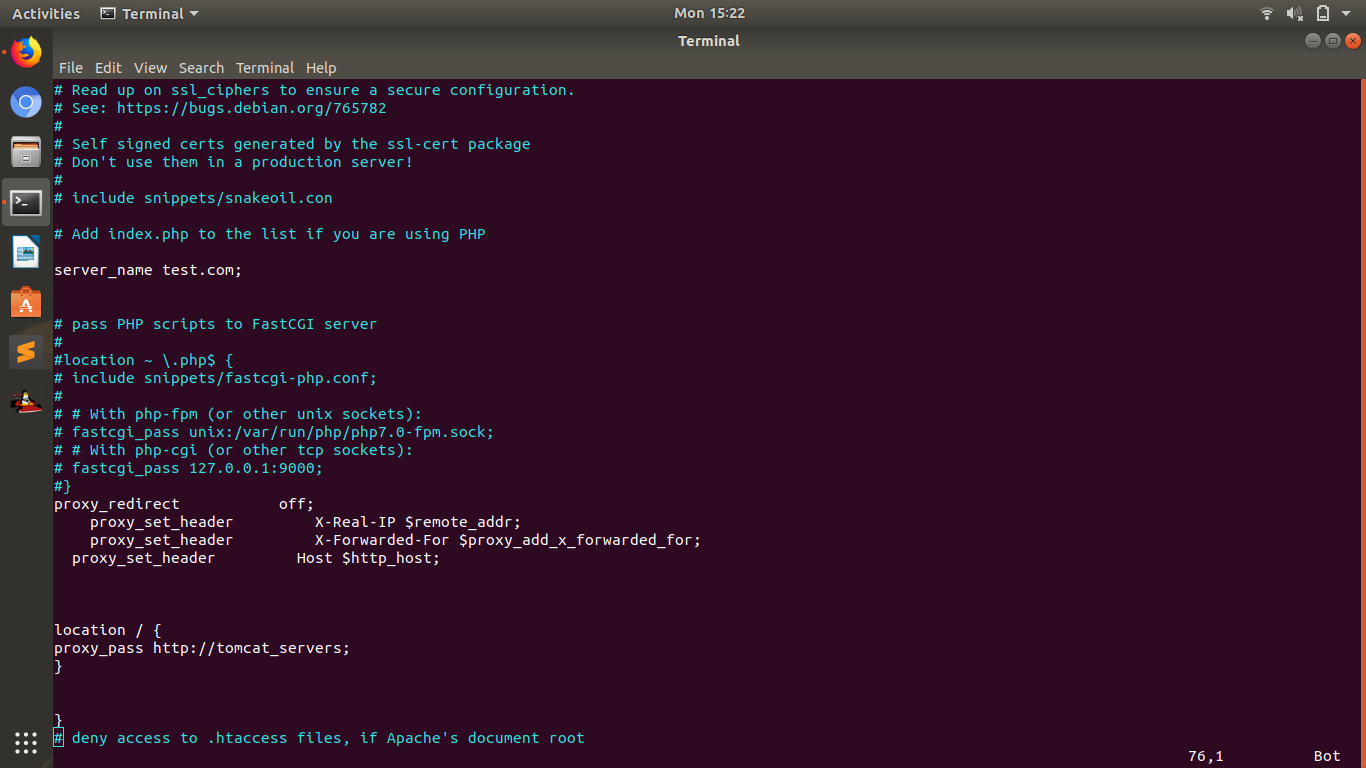 Activities Terminal Mon 15:22
Terminal
File Edit View Search Terminal Help
# Read up on ssl_ciphers to ensure a secure configuration.
# See: https://bugs.debian.org/765782
#
# Self signed certs generated by the ssl-cert package
# Don't use them in a production server!
#
# include snippets/snakeoil.con
# Add index.php to the list if you are using PHP
server_name test.com;
# pass PHP scripts to FastCGI server
#
#location ~ \.php$ {
# include snippets/fastcgi-php.conf;
#
# # With php-fpm (or other unix sockets):
# fastcgi_pass unix:/var/run/php/php7.0-fpm.sock;
# # With php-cgi (or other tcp sockets):
# fastcgi_pass 127.0.0.1:9000;
#}
proxy_redirect           off;
    proxy_set_header         X-Real-IP $remote_addr;
    proxy_set_header         X-Forwarded-For $proxy_add_x_forwarded_for;
  proxy_set_header         Host $http_host;
location / {
proxy_pass http://tomcat_servers;
}
}
# deny access to .htaccess files, if Apache's document root
76,1 Bot